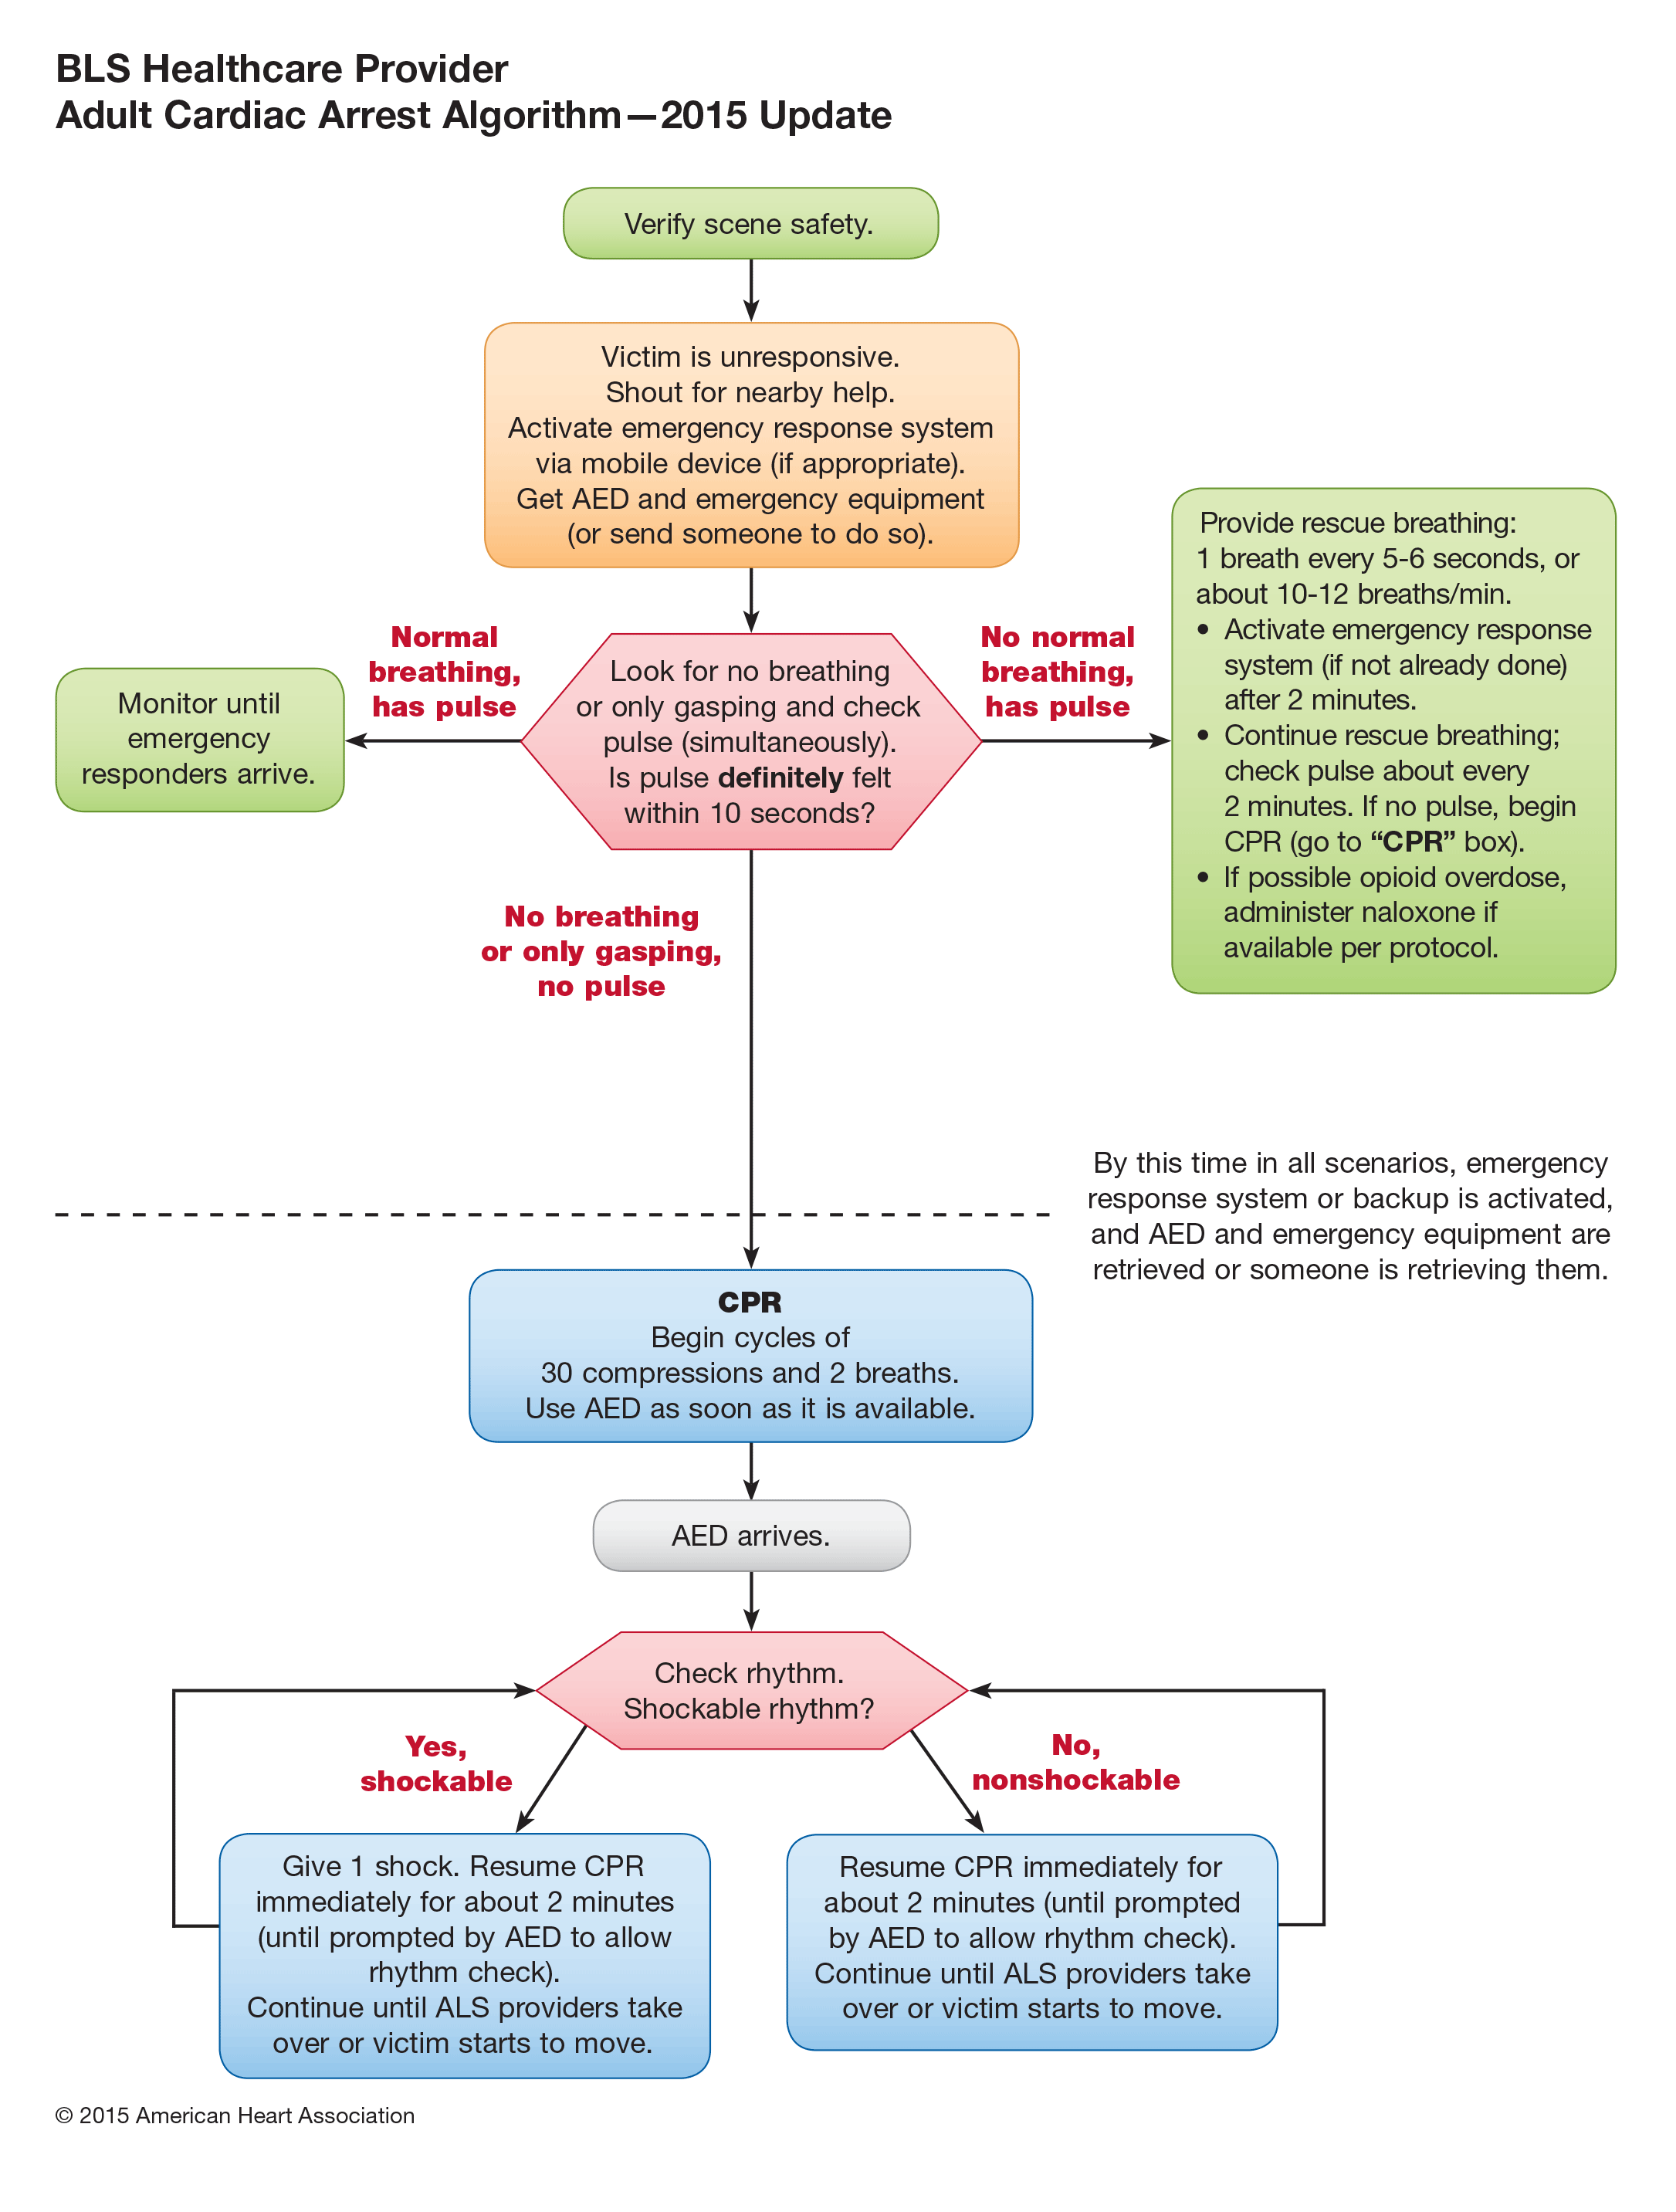 BLS Healthcare Provider
Adult Cardiac Arrest Algorithm—2015 Update
Verify scene safety.
Victim is unresponsive.
Shout for nearby help.
Activate emergency response system
via mobile device (if appropriate).
Get AED and emergency equipment
(or send someone to do so).
Normal
breathing,
has pulse
Monitor until
emergency
responders arrive.
Look for no breathing
or only gasping and check
pulse (simultaneously).
Is pulse definitely felt
within 10 seconds?
No normal
breathing,
has pulse
Provide rescue breathing:
1 breath every 5-6 seconds, or
about 10-12 breaths/min.
• Activate emergency response
system (if not already done)
after 2 minutes.
• Continue rescue breathing;
check pulse about every
2 minutes. If no pulse, begin
CPR (go to “CPR” box).
• If possible opioid overdose,
administer naloxone if
available per protocol.
No breathing
or only gasping,
no pulse
By this time in all scenarios, emergency
response system or backup is activated,
and AED and emergency equipment are
retrieved or someone is retrieving them.
CPR
Begin cycles of
30 compressions and 2 breaths.
Use AED as soon as it is available.
AED arrives.
Check rhythm.
Shockable rhythm?
Yes,
shockable
No,
nonshockable
Give 1 shock. Resume CPR
immediately for about 2 minutes
(until prompted by AED to allow
rhythm check).
Continue until ALS providers take
over or victim starts to move.
Resume CPR immediately for
about 2 minutes (until prompted
by AED to allow rhythm check).
Continue until ALS providers take
over or victim starts to move.
© 2015 American Heart Association